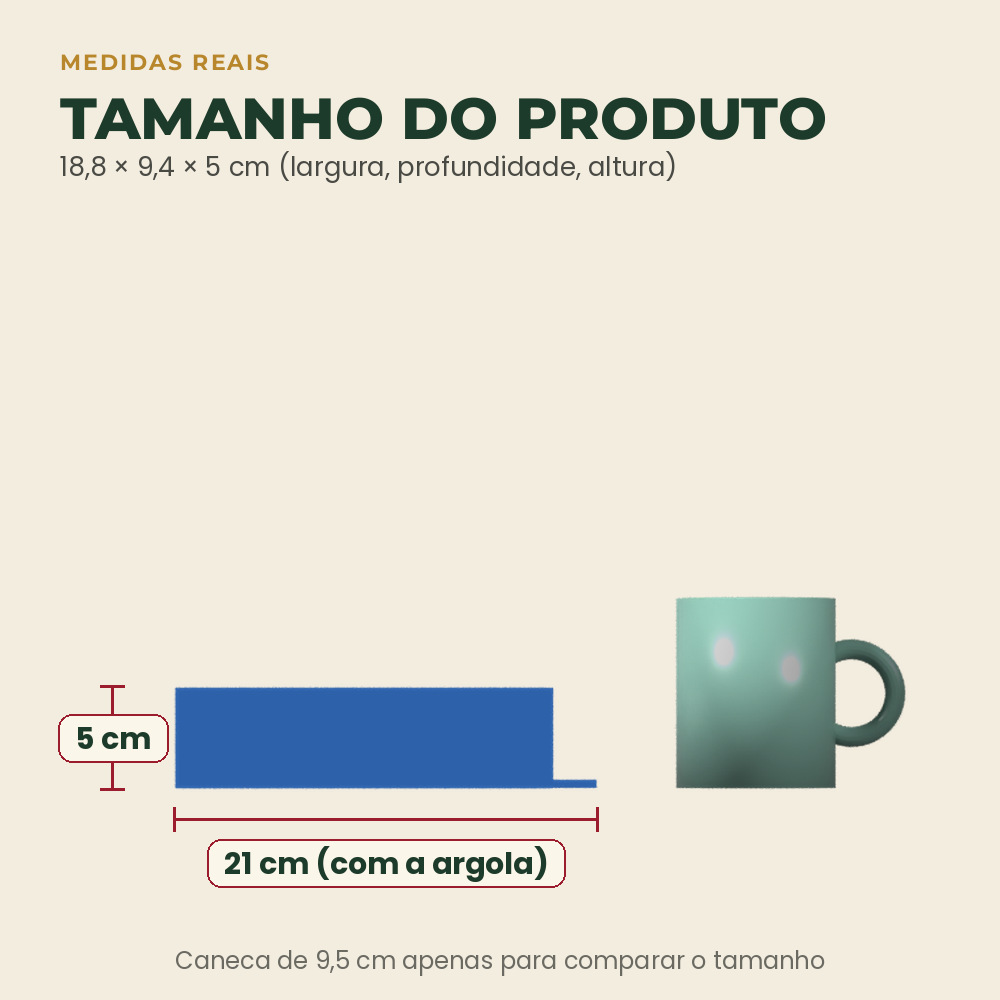 MEDIDAS REAIS
TAMANHO DO PRODUTO
18,8 × 9,4 × 5 cm (largura, profundidade, altura)
5 cm
21 cm (com a argola)
Caneca de 9,5 cm apenas para comparar o tamanho